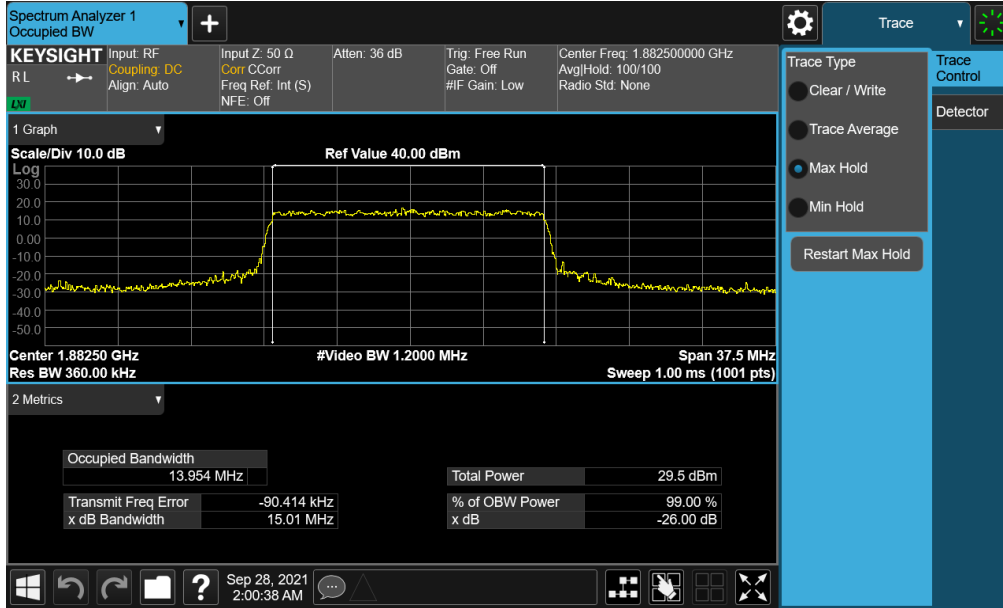 Spectrum Analyzer 1
Occupied BW
Trace
KEYSIGHT
R L
LXI
Input: RF
Coupling: DC
Align: Auto
Input Z: 50 Ω
Corr CCorr
Freq Ref: Int (S)
NFE: Off
Atten: 36 dB
Trig: Free Run
Gate: Off
#IF Gain: Low
Center Freq: 1.882500000 GHz
Avg|Hold: 100/100
Radio Std: None
Trace Type
Clear / Write
Trace Average
Max Hold
Min Hold
Restart Max Hold
Trace
Control
Detector
1 Graph
Scale/Div 10.0 dB
Ref Value 40.00 dBm
Log
30.0
20.0
10.0
0.00
-10.0
-20.0
-30.0
-40.0
-50.0
Center 1.88250 GHz
#Video BW 1.2000 MHz
Span 37.5 MHz
Res BW 360.00 kHz
Sweep 1.00 ms (1001 pts)
2 Metrics
Occupied Bandwidth
13.954 MHz
Total Power 29.5 dBm
Transmit Freq Error -90.414 kHz
% of OBW Power 99.00 %
x dB Bandwidth 15.01 MHz
x dB -26.00 dB
?
Sep 28, 2021
2:00:38 AM